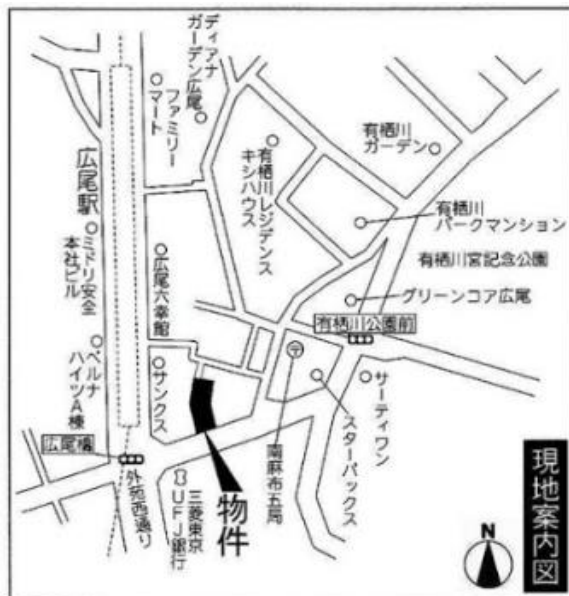 ディアナ
ガーデン広尾
ファミリー
マート
広尾駅
ミドリ安全
本社ビル
ベルナ
ハイツA棟
広尾橋
外苑西通り
広尾六幸館
サンクス
三菱東京
UFJ銀行
物件
有栖川レジデンス
キシハウス
有栖川
ガーデン
有栖川
パークマンション
有栖川宮記念公園
グリーンコア広尾
有栖川公園前
〒
南麻布五局
スターバックス
サーティワン
現地案内図
N